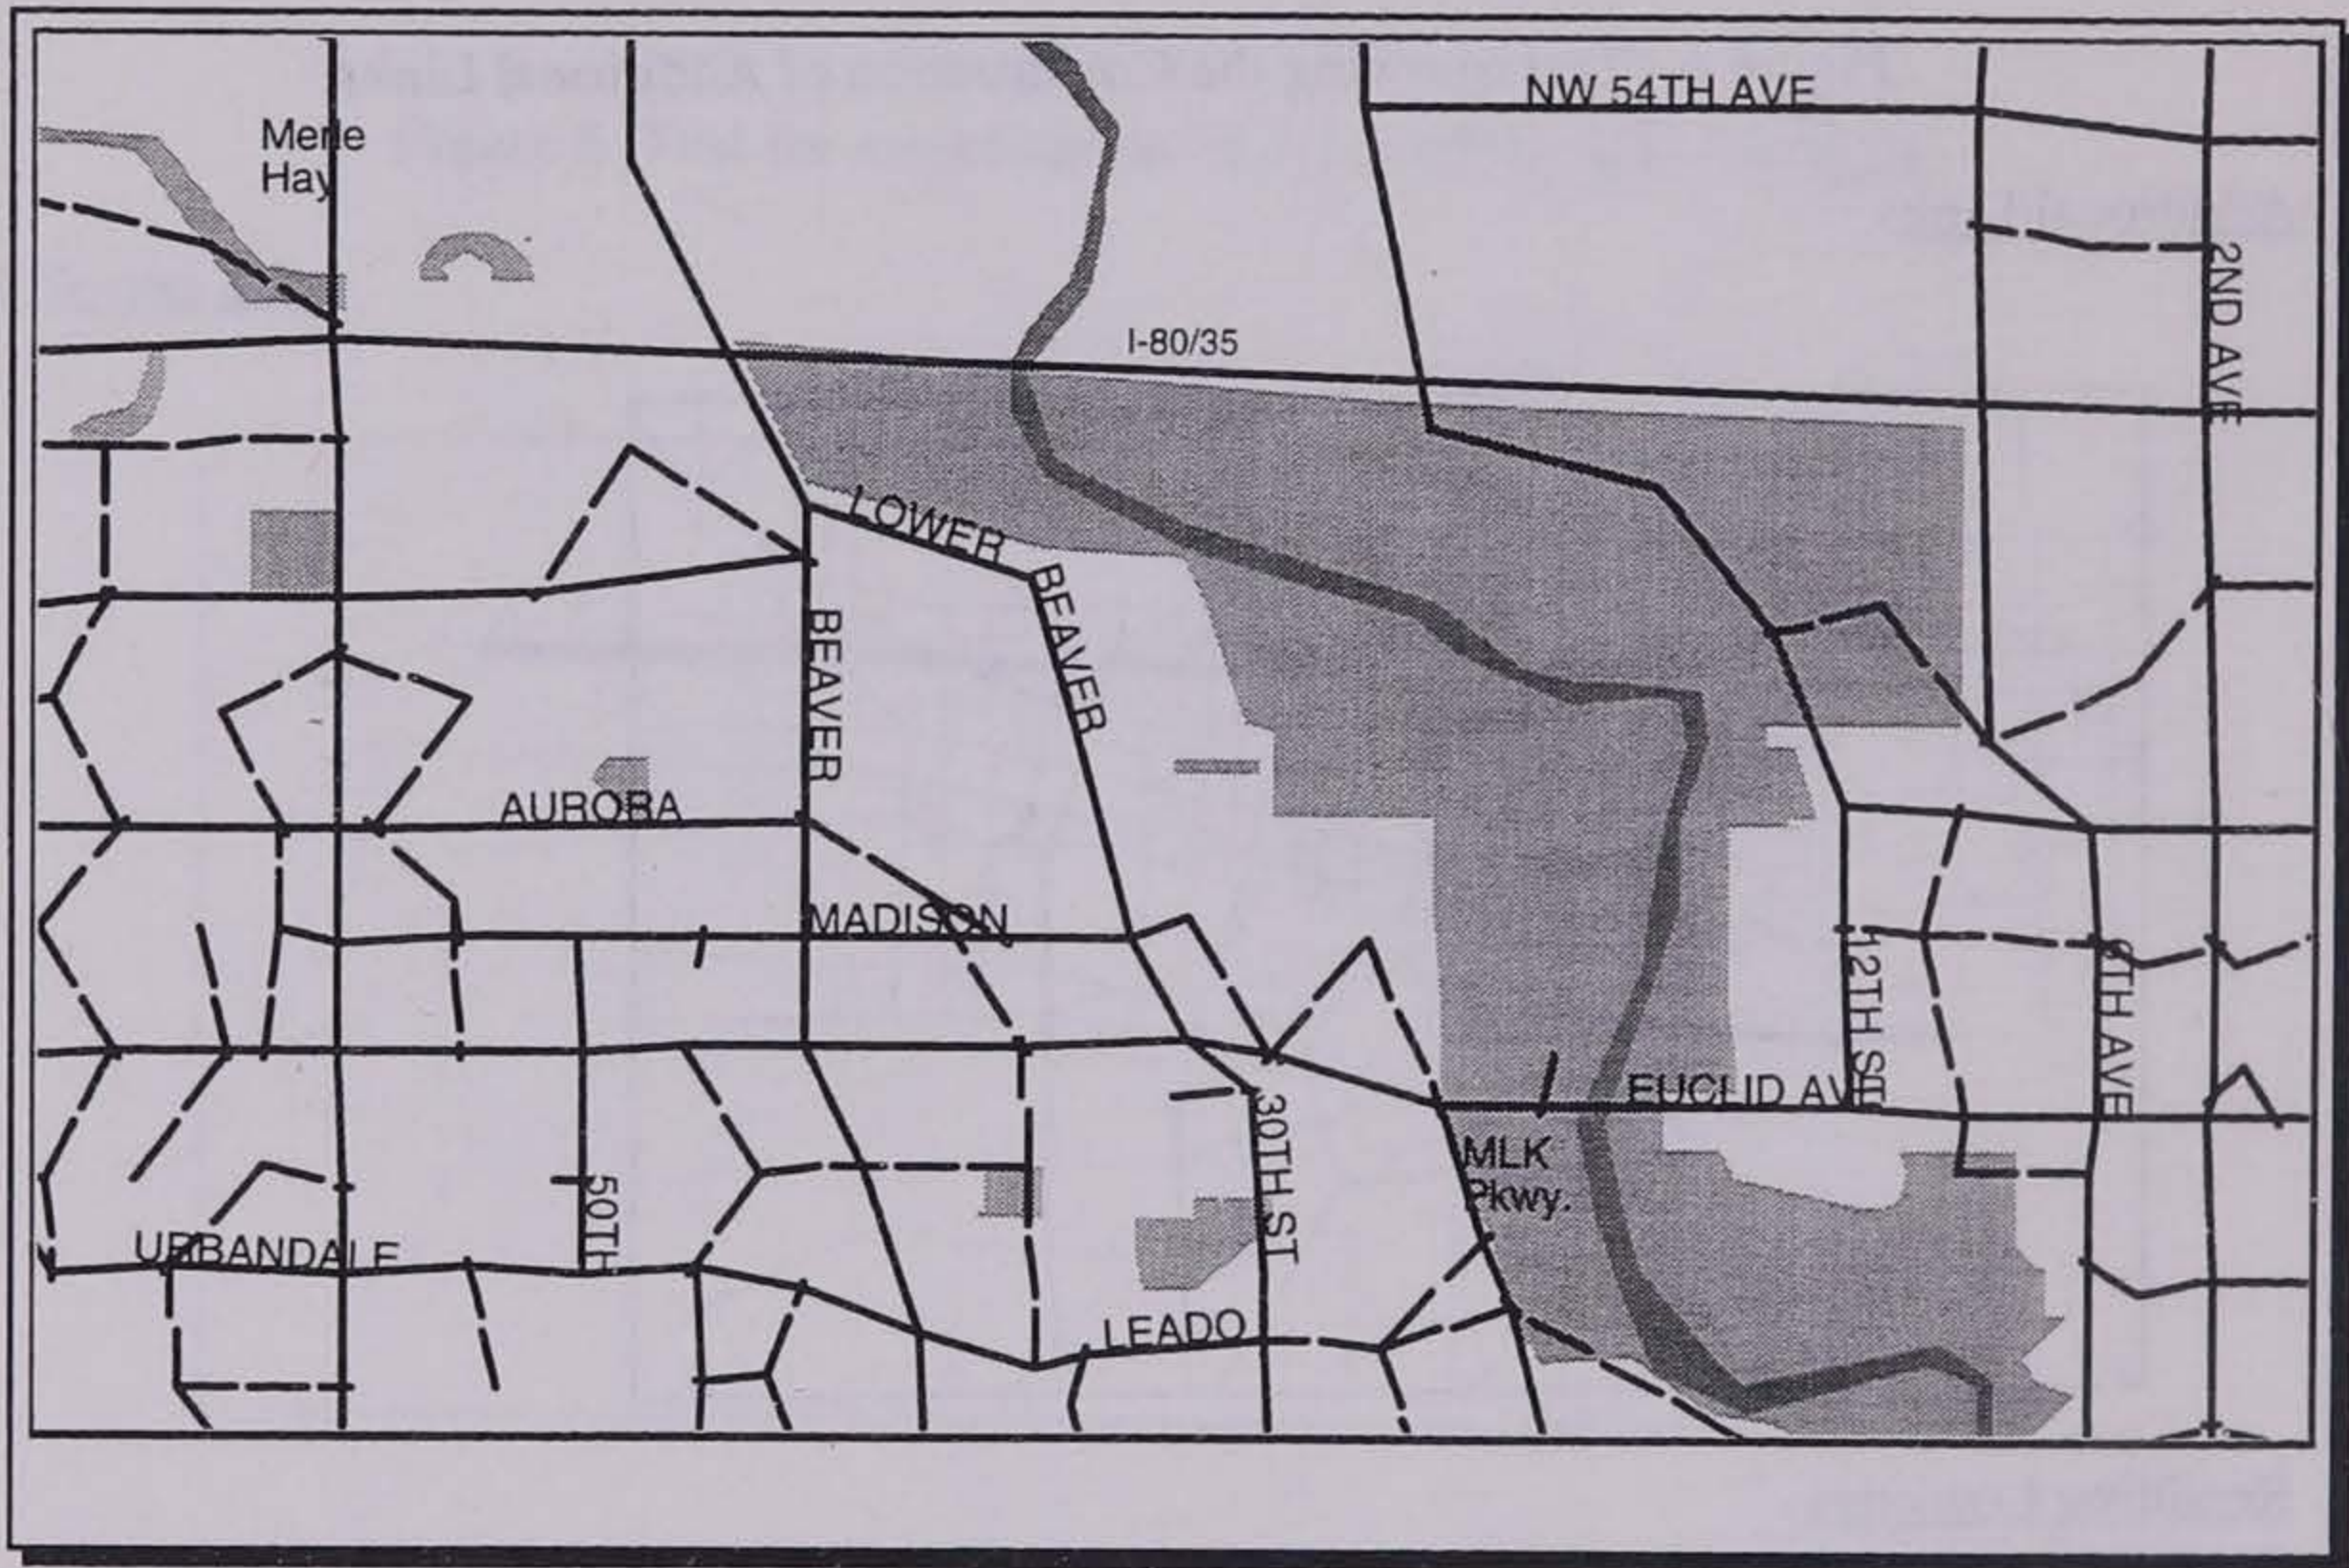 NW 54TH AVE
Merle
Hay
2ND AVE
I-80/35
LOWER
BEAVER
BEAVER
AURORA
MADISON
12TH ST
9TH AVE
EUCLID AVE
30TH ST
MLK
Pkwy.
50TH
URBANDALE
LEADO